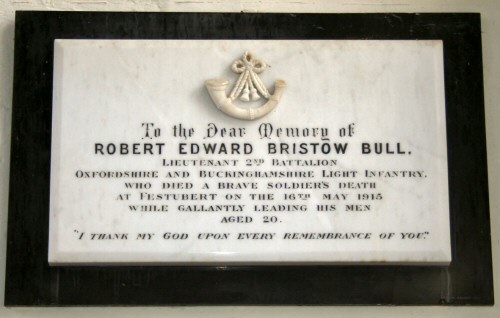 To the Dear Memory of
ROBERT EDWARD BRISTOW BULL,
LIEUTENANT 2ND BATTALION
OXFORDSHIRE AND BUCKINGHAMSHIRE LIGHT INFANTRY,
WHO DIED A BRAVE SOLDIER'S DEATH
AT FESTUBERT ON THE 16TH MAY 1915
WHILE GALLANTLY LEADING HIS MEN
AGED 20.
"I THANK MY GOD UPON EVERY REMEMBRANCE OF YOU."